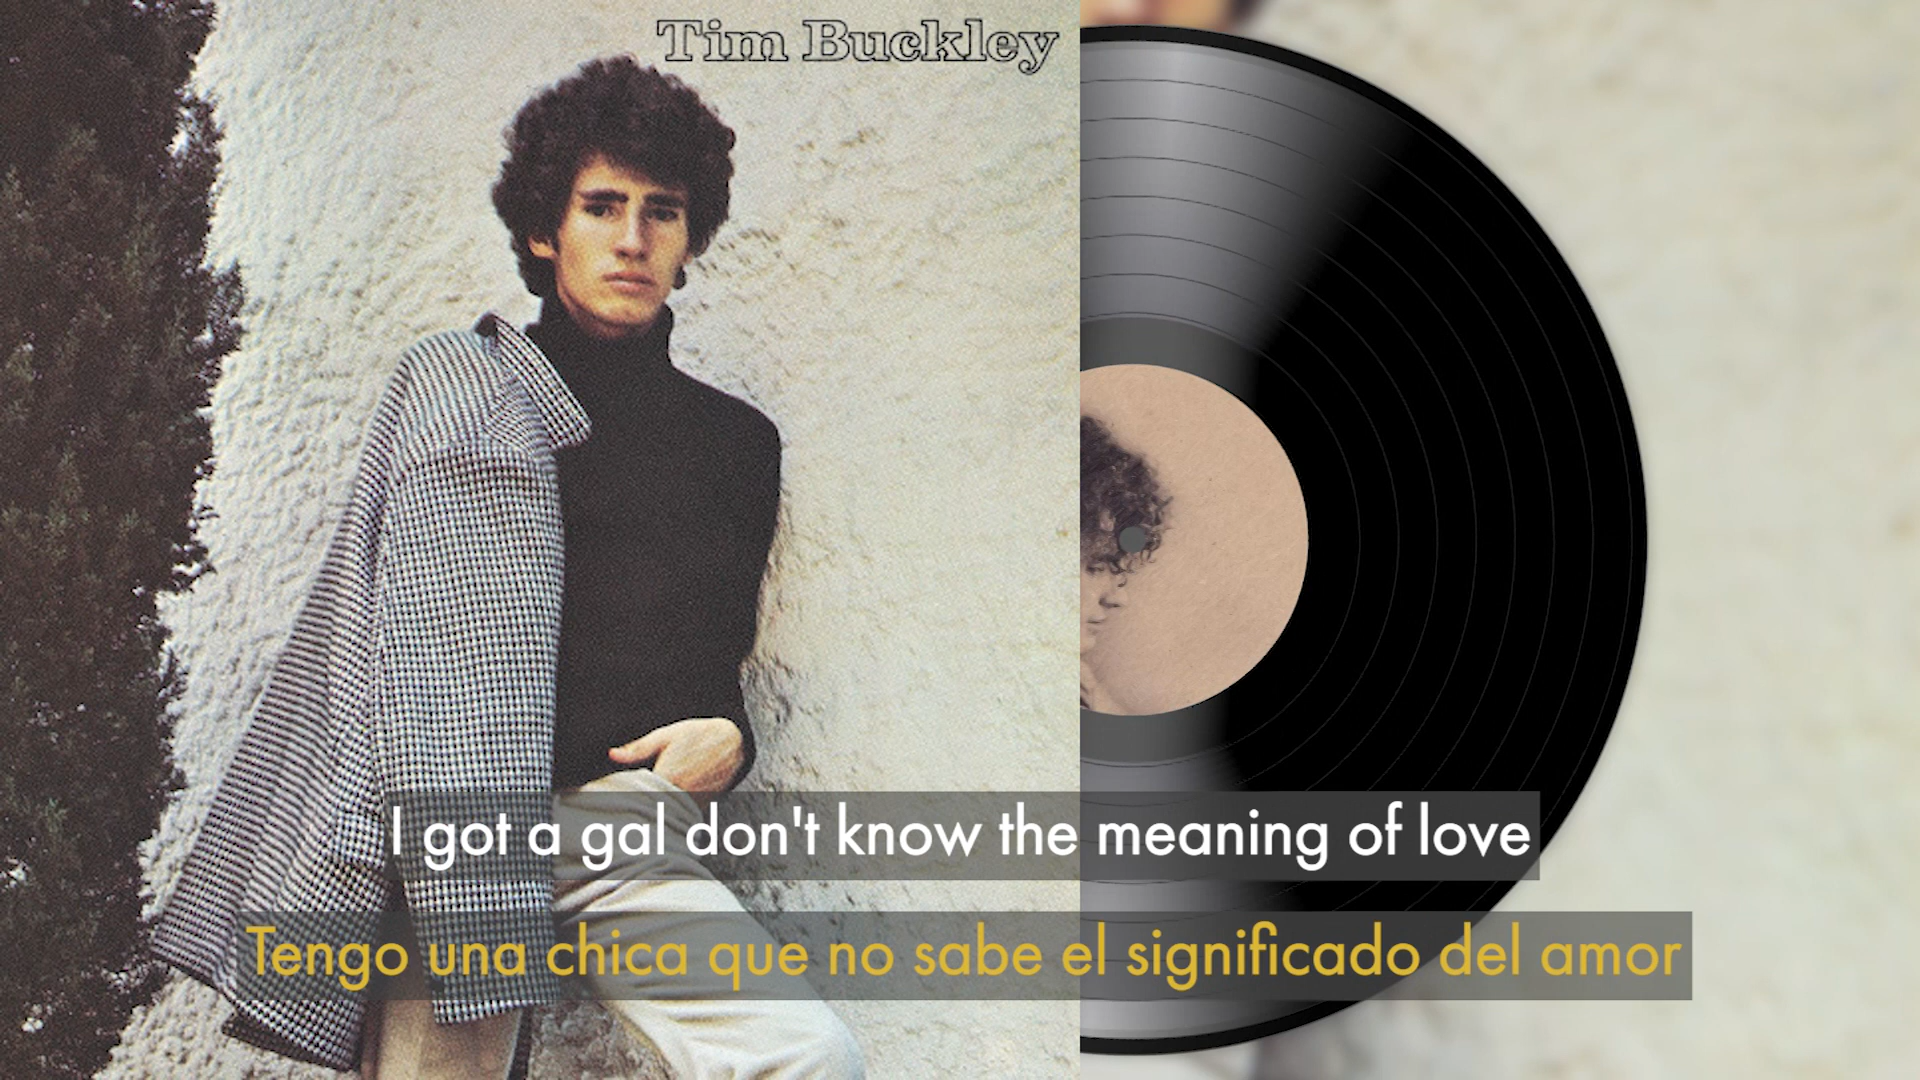 Tim Buckley
I got a gal don't know the meaning of love
Tengo una chica que no sabe el significado del amor